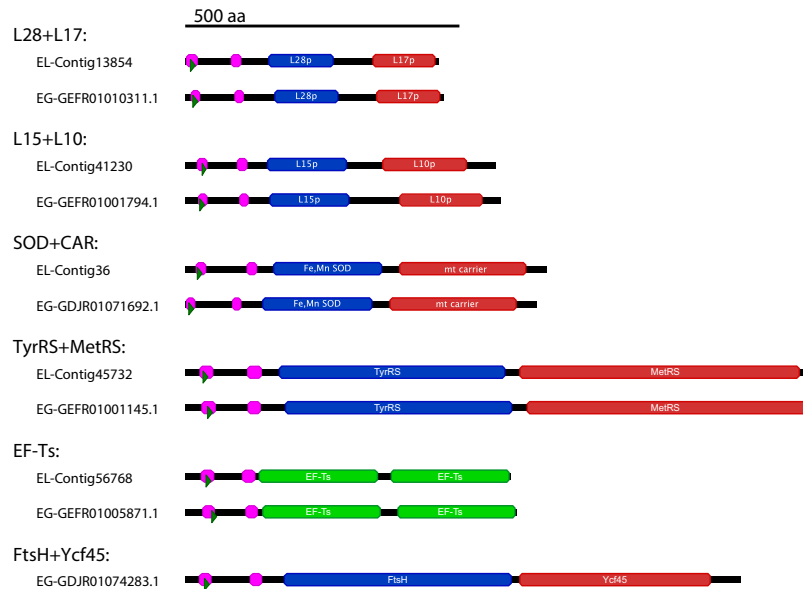 500 aa
L28+L17:
EL-Contig13854 L28p L17p
EG-GEFR01010311.1 L28p L17p
L15+L10:
EL-Contig41230 L15p L10p
EG-GEFR01001794.1 L15p L10p
SOD+CAR:
EL-Contig36 Fe,Mn SOD mt carrier
EG-GDJR01071692.1 Fe,Mn SOD mt carrier
TyrRS+MetRS:
EL-Contig45732 TyrRS MetRS
EG-GEFR01001145.1 TyrRS MetRS
EF-Ts:
EL-Contig56768 EF-Ts EF-Ts
EG-GEFR01005871.1 EF-Ts EF-Ts
FtsH+Ycf45:
EG-GDJR01074283.1 FtsH Ycf45